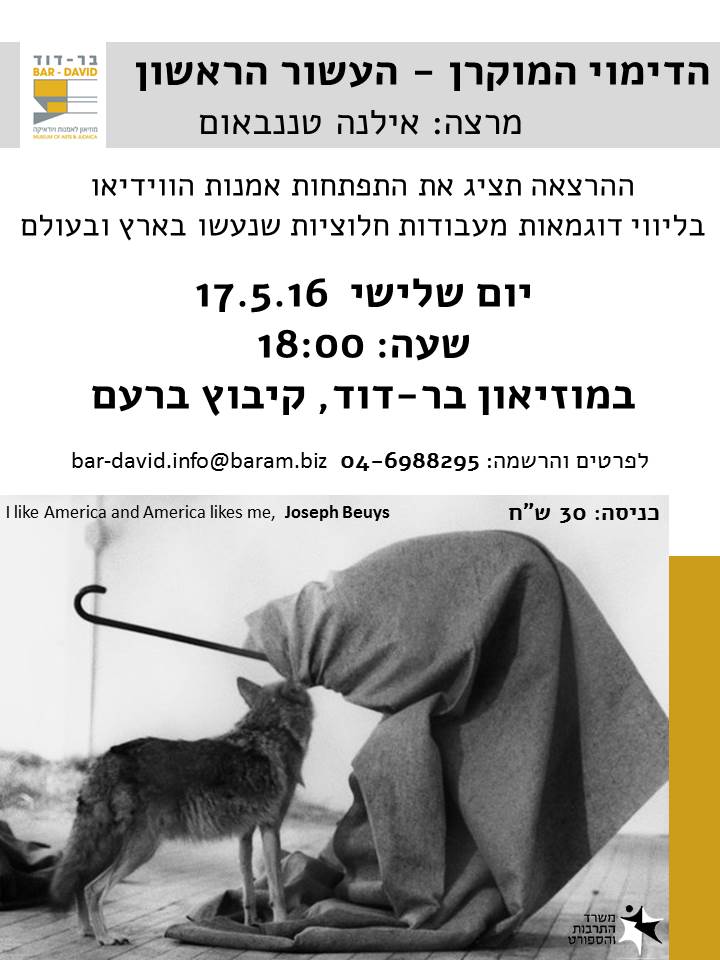 בר-דוד
BAR - DAVID
מוזיאון לאמנות ויודאיקה
MUSEUM OF ARTS & JUDAICA
הדימוי המוקרן - העשור הראשון
מרצה: אילנה טננבאום
ההרצאה תציג את התפתחות אמנות הווידיאו
בליווי דוגמאות מעבודות חלוציות שנעשו בארץ ובעולם
יום שלישי 17.5.16
שעה: 18:00
במוזיאון בר-דוד, קיבוץ ברעם
לפרטים והרשמה: 04-6988295 bar-david.info@baram.biz
I like America and America likes me, Joseph Beuys
כניסה: 30 ש"ח
משרד
התרבות
והספורט